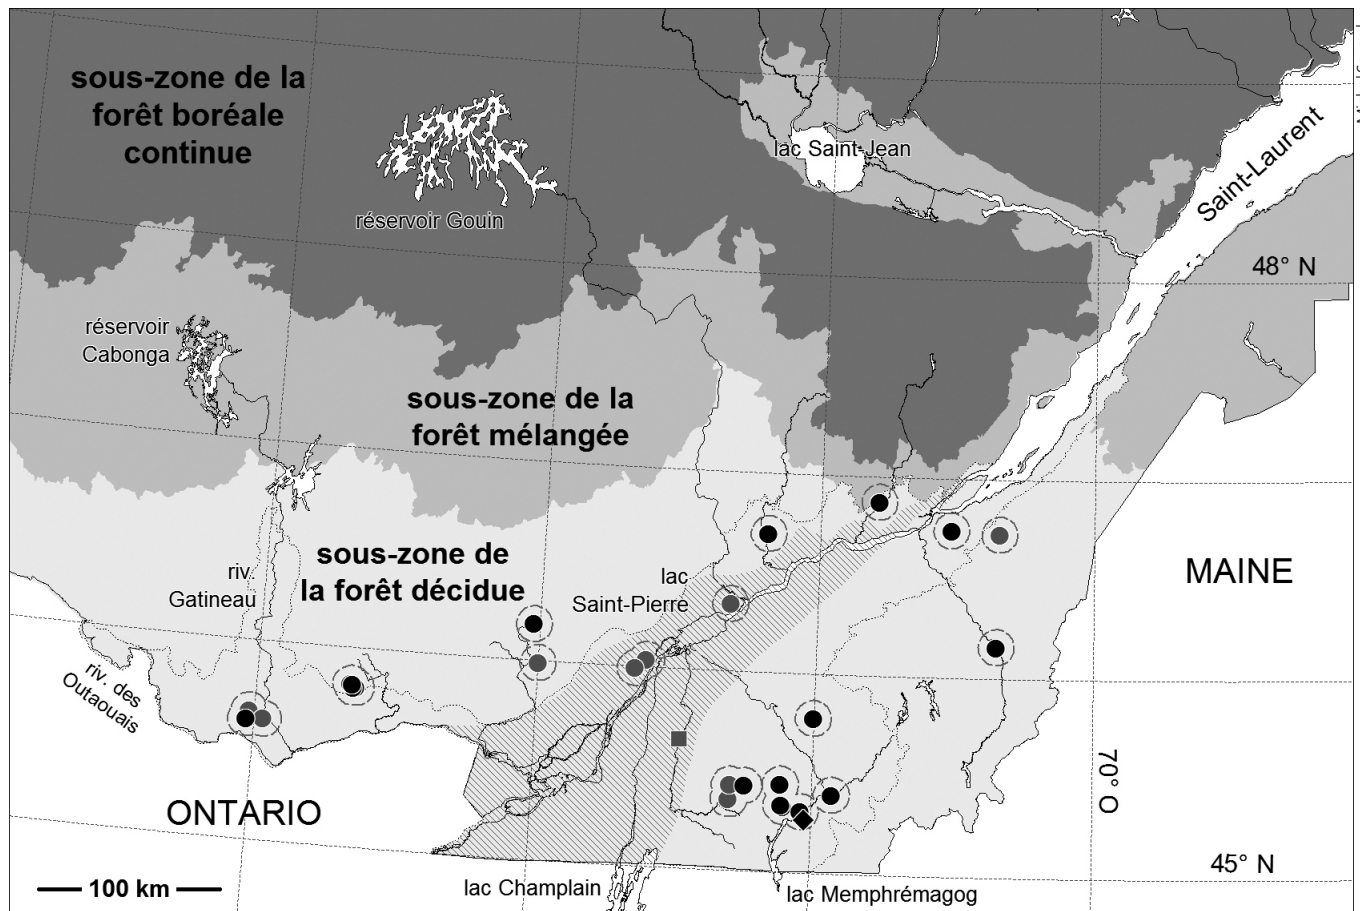 sous-zone de la
forêt boréale
continue
lac Saint-Jean
Saint-Laurent
réservoir Gouin
48° N
réservoir
Cabonga
sous-zone de la
forêt mélangée
sous-zone de
la forêt décidue
riv.
Gatineau
lac
Saint-Pierre
MAINE
riv. des
Outaouais
70° O
ONTARIO
45° N
100 km
lac Champlain
lac Memphrémagog